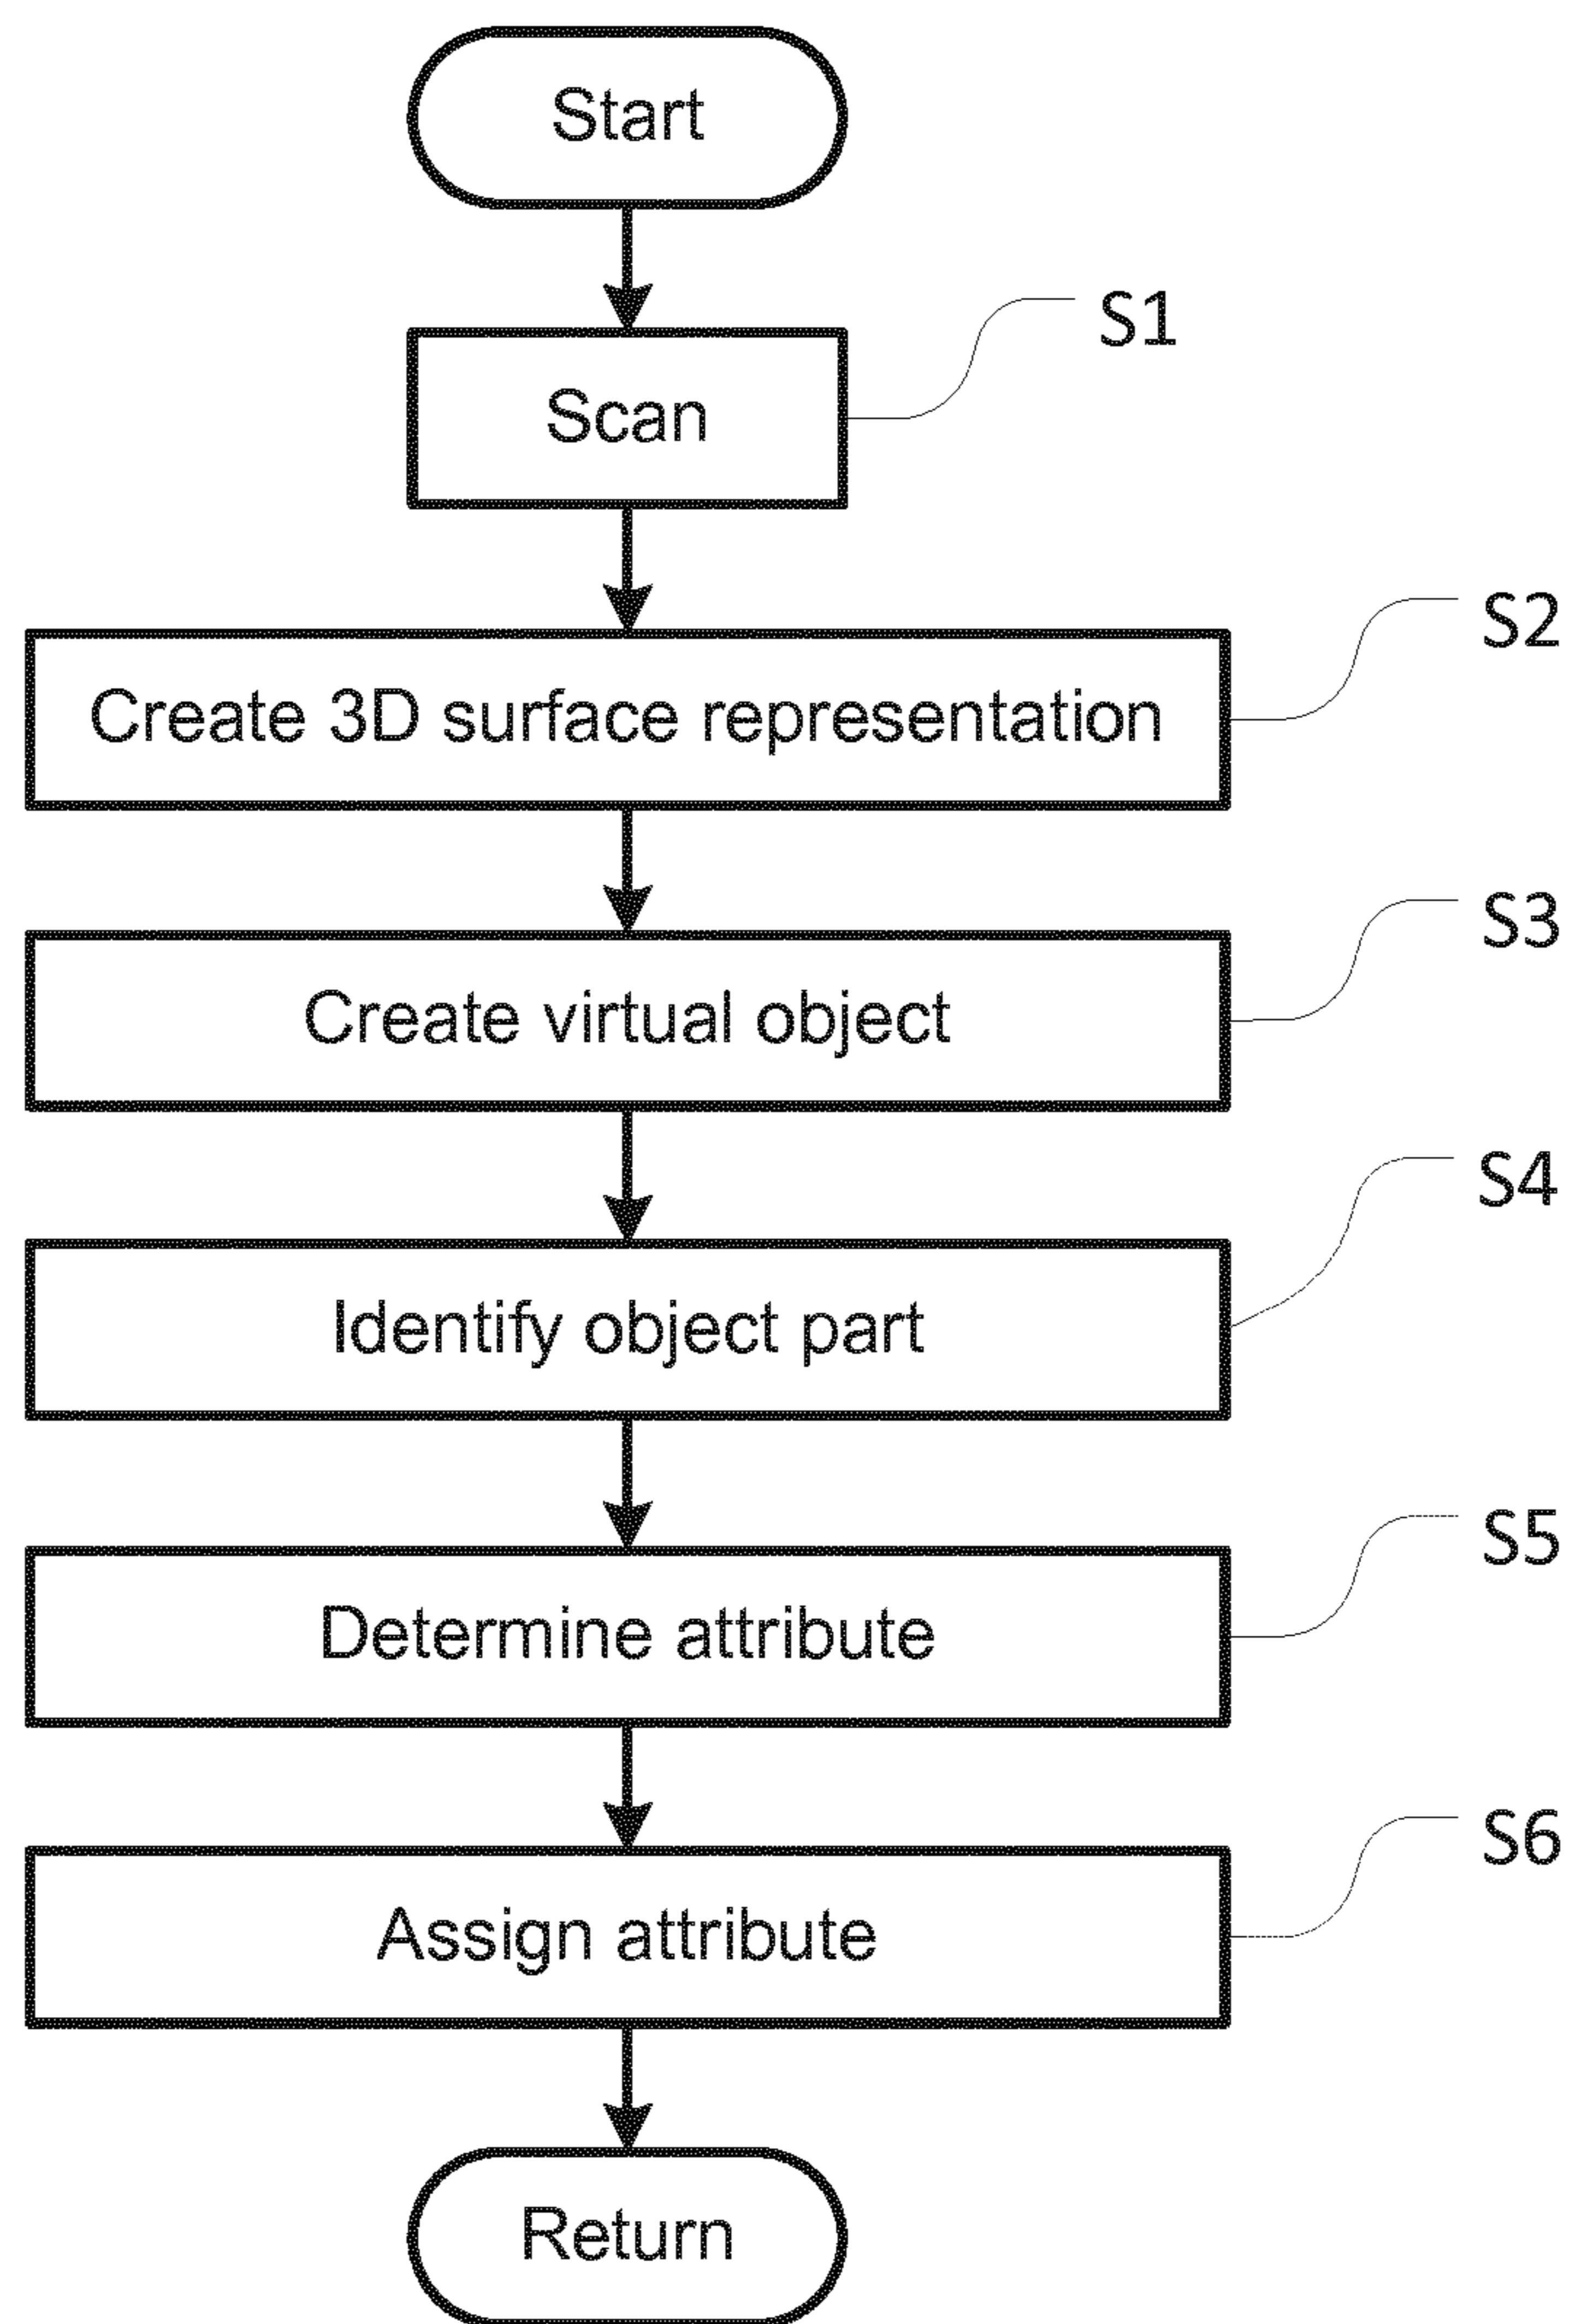 Start
S1
Scan
S2
Create 3D surface representation
S3
Create virtual object
S4
Identify object part
S5
Determine attribute
S6
Assign attribute
Return